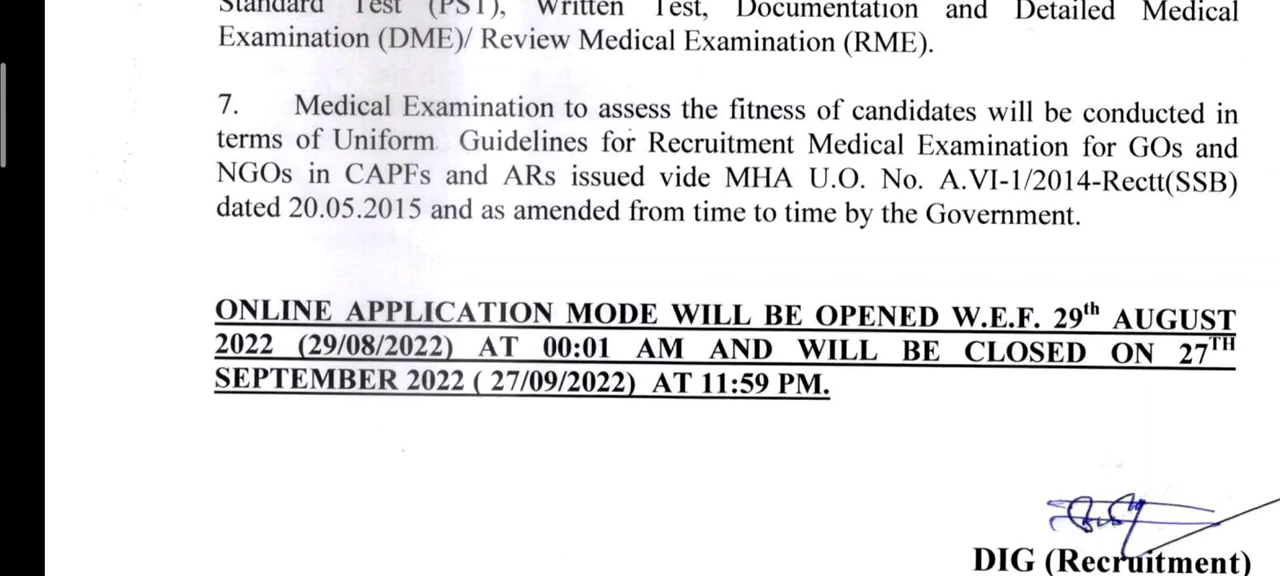 Standard Test (PST), Written Test, Documentation and Detailed Medical
Examination (DME)/ Review Medical Examination (RME).
7. Medical Examination to assess the fitness of candidates will be conducted in
terms of Uniform Guidelines for Recruitment Medical Examination for GOs and
NGOs in CAPFs and ARs issued vide MHA U.O. No. A.VI-1/2014-Rectt(SSB)
dated 20.05.2015 and as amended from time to time by the Government.
ONLINE APPLICATION MODE WILL BE OPENED W.E.F. 29th AUGUST
2022 (29/08/2022) AT 00:01 AM AND WILL BE CLOSED ON 27TH
SEPTEMBER 2022 ( 27/09/2022) AT 11:59 PM.
DIG (Recruitment)